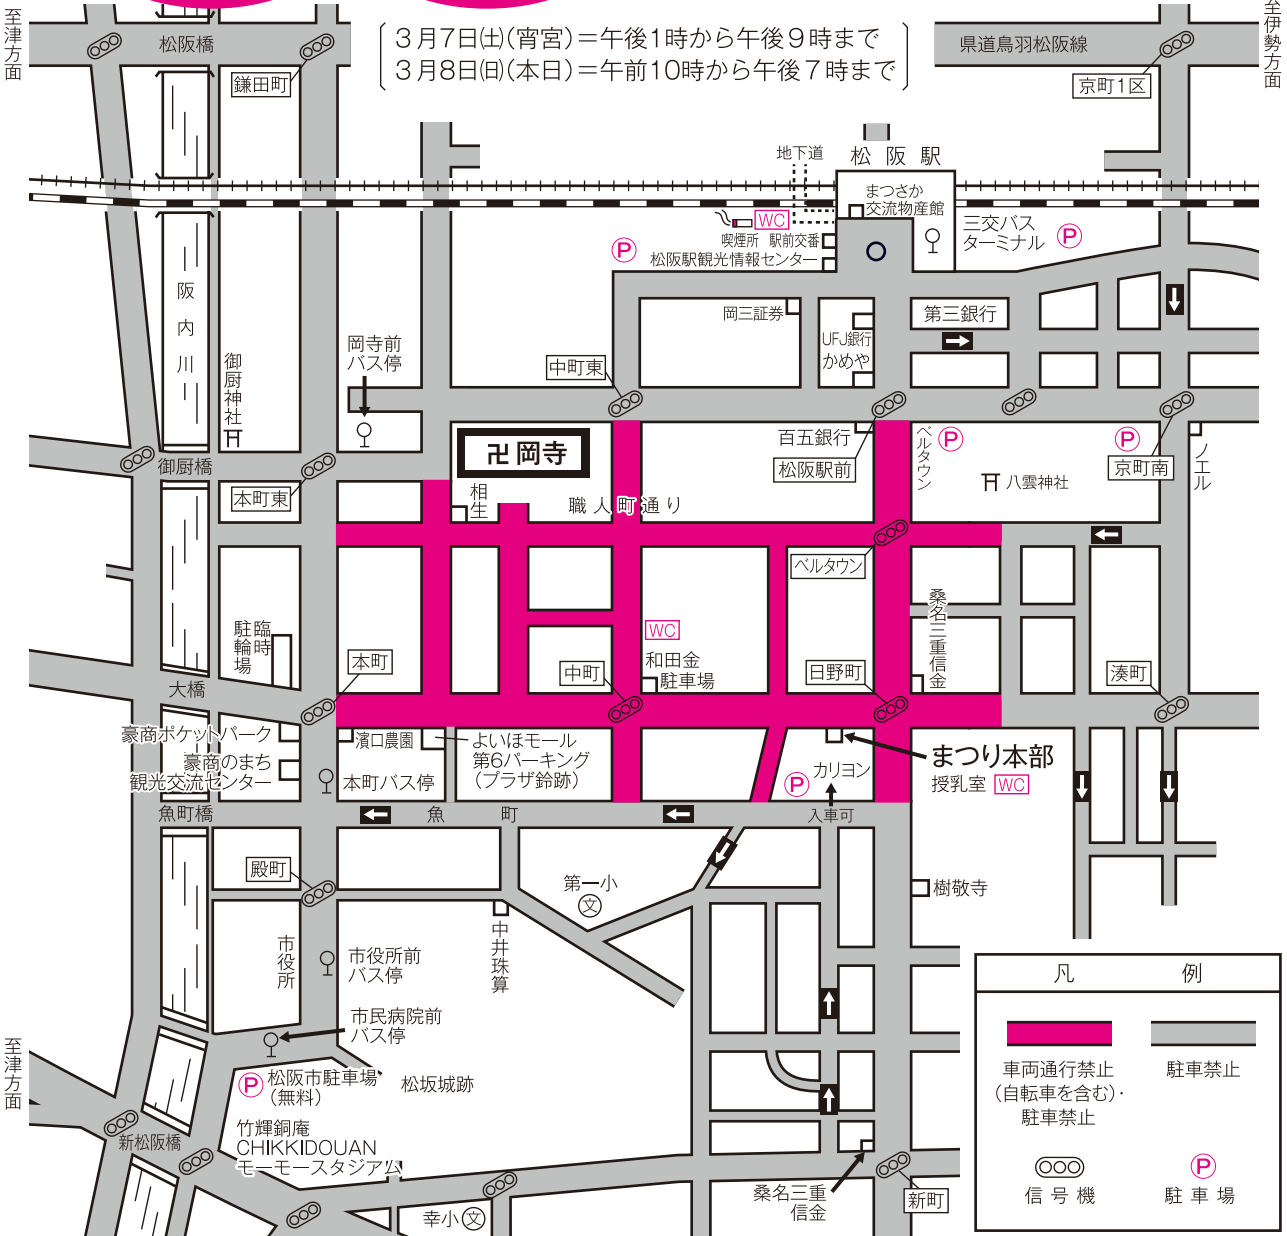 至津方面
松阪橋
鎌田町
3月7日㈯(宵宮)＝午後1時から午後9時まで
3月8日㈰(本日)＝午前10時から午後7時まで
県道鳥羽松阪線
京町1区
至伊勢方面
地下道
松阪駅
まつさか
交流物産館
WC
喫煙所 駅前交番
松阪駅観光情報センター
三交バス
ターミナル
P
P
阪内川
御厨神社
岡寺前
バス停
中町東
岡三証券
UFJ銀行
かめや
第三銀行
卍岡寺
百五銀行
松阪駅前
ベルタウン
P
P
京町南
ノエル
八雲神社
御厨橋
本町東
相生
職人町通り
ベルタウン
臨時
駐輪場
本町
WC
中町
和田金
駐車場
日野町
桑名三重信金
湊町
大橋
豪商ポケットパーク
豪商のまち
観光交流センター
濱口農園
本町バス停
よいほモール
第6パーキング
(プラザ鈴跡)
P
カリヨン
まつり本部
授乳室 WC
魚町橋
魚町
入車可
殿町
第一小
文
樹敬寺
市役所
市役所前
バス停
中井珠算
市民病院前
バス停
至津方面
P
松阪市駐車場
(無料)
松坂城跡
新松阪橋
竹輝銅庵
CHIKKIDOUAN
モーモースタジアム
幸小
文
桑名三重
信金
新町
凡例
車両通行禁止
(自転車を含む)・
駐車禁止
駐車禁止
信号機
P
駐車場